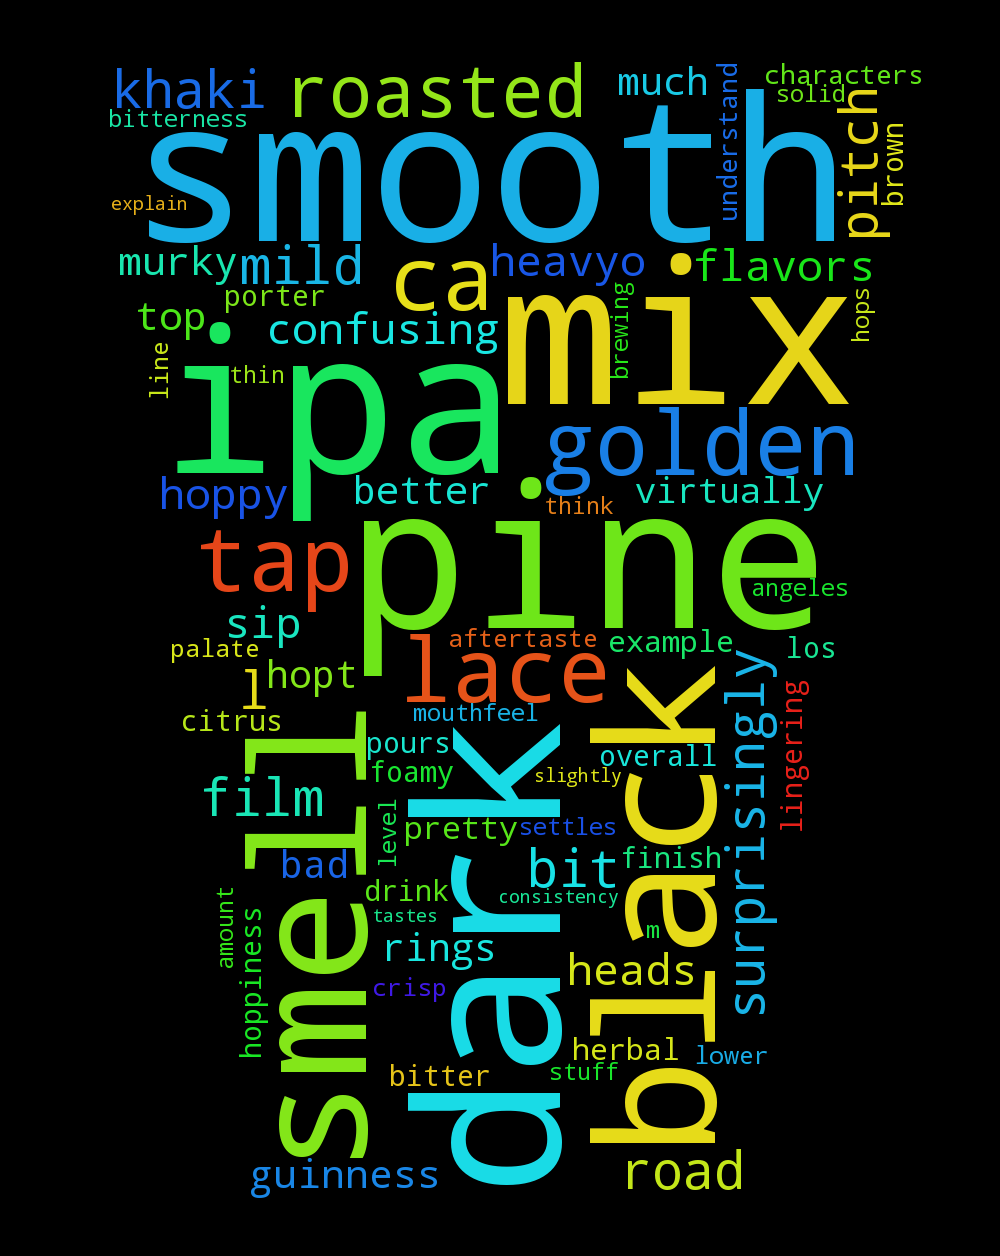 khaki
roasted
much
characters
solid
bitterness
smooth
understand
pitch
brown
explain
murky
mild
ca
heavyo
flavors
porter
top
confusing
mix
brewing
hops
line
thin
ipa
golden
hoppy
better
think
virtually
tap
pine
angeles
sip
aftertaste
example
los
palate
hopt
l
lace
citrus
mouthfeel
pours
foamy
slightly
overall
surprisingly
lingering
film
smell
dark
black
level
pretty
settles
bad
bit
finish
drink
consistency
tastes
amount
hoppiness
rings
m
heads
crisp
herbal
lower
bitter
stuff
guinness
road